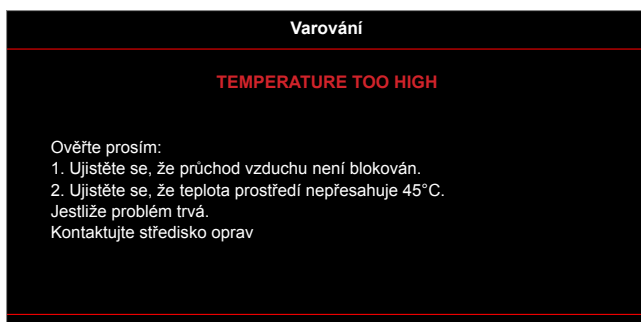 Varování
TEMPERATURE TOO HIGH
Ověřte prosím:
1. Ujistěte se, že průchod vzduchu není blokován.
2. Ujistěte se, že teplota prostředí nepřesahuje 45°C.
Jestliže problém trvá.
Kontaktujte středisko oprav